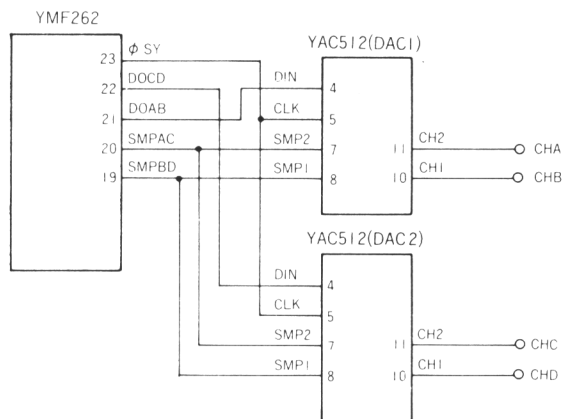 YMF262
YAC512(DAC1)
23 φ SY
22 DOCD DIN 4
21 DOAB CLK 5
20 SMPAC SMP2 7 11 CH2 CHA
19 SMPBD SMP1 8 10 CH1 CHB
YAC512(DAC2)
DIN 4
CLK 5
SMP2 7 11 CH2 CHC
SMP1 8 10 CH1 CHD